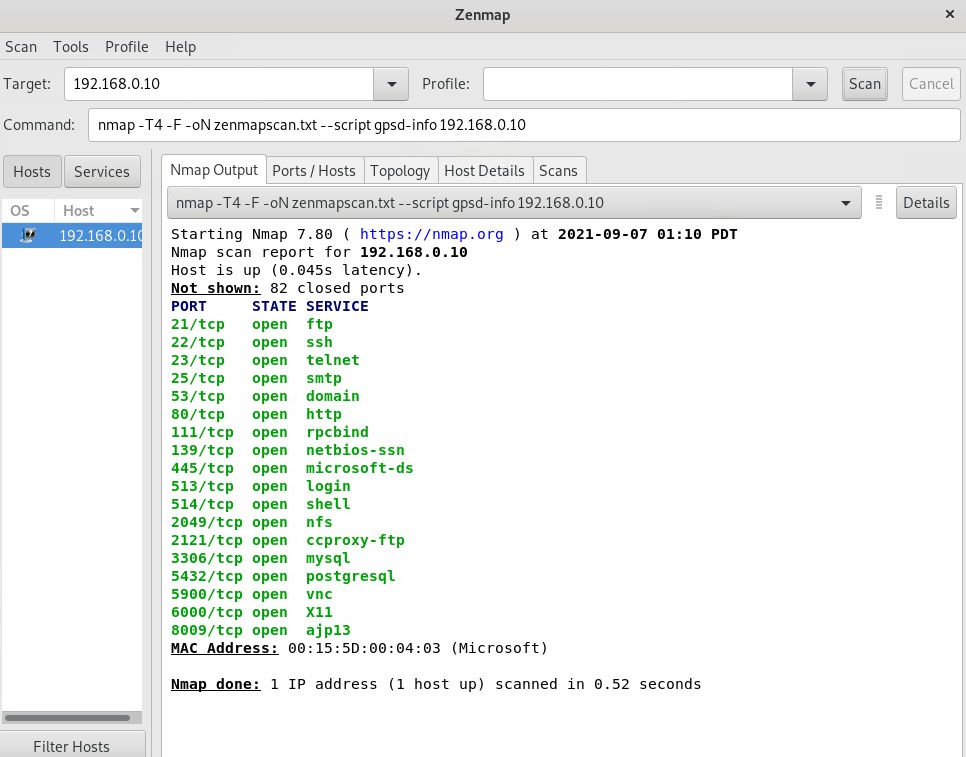 Zenmap ×
Scan Tools Profile Help
Target: 192.168.0.10 Profile: Scan Cancel
Command: nmap -T4 -F -oN zenmapscan.txt --script gpsd-info 192.168.0.10
Hosts Services
Nmap Output Ports / Hosts Topology Host Details Scans
OS Host
192.168.0.10
nmap -T4 -F -oN zenmapscan.txt --script gpsd-info 192.168.0.10 Details
Starting Nmap 7.80 ( https://nmap.org ) at 2021-09-07 01:10 PDT
Nmap scan report for 192.168.0.10
Host is up (0.045s latency).
Not shown: 82 closed ports
PORT STATE SERVICE
21/tcp open ftp
22/tcp open ssh
23/tcp open telnet
25/tcp open smtp
53/tcp open domain
80/tcp open http
111/tcp open rpcbind
139/tcp open netbios-ssn
445/tcp open microsoft-ds
513/tcp open login
514/tcp open shell
2049/tcp open nfs
2121/tcp open ccproxy-ftp
3306/tcp open mysql
5432/tcp open postgresql
5900/tcp open vnc
6000/tcp open X11
8009/tcp open ajp13
MAC Address: 00:15:5D:00:04:03 (Microsoft)
Nmap done: 1 IP address (1 host up) scanned in 0.52 seconds
Filter Hosts